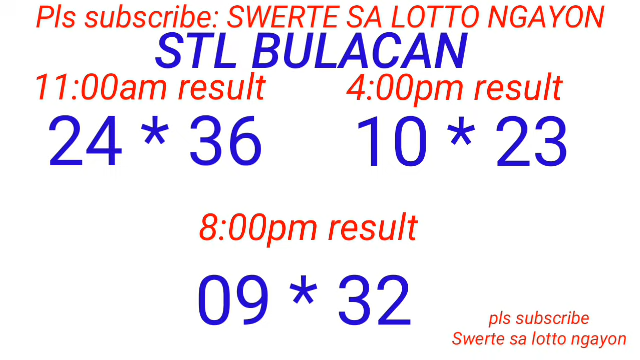 Pls subscribe: SWERTE SA LOTTO NGAYON
STL BULACAN
11:00am result
24 * 36
4:00pm result
10 * 23
8:00pm result
09 * 32
pls subscribe
Swerte sa lotto ngayon